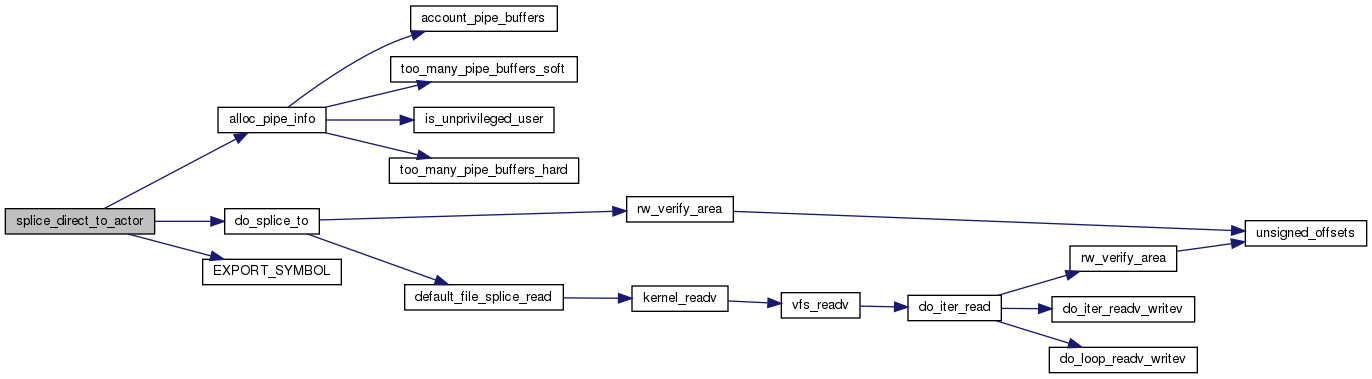 account_pipe_buffers
too_many_pipe_buffers_soft
alloc_pipe_info
is_unprivileged_user
too_many_pipe_buffers_hard
splice_direct_to_actor
do_splice_to
rw_verify_area
unsigned_offsets
EXPORT_SYMBOL
rw_verify_area
default_file_splice_read
kernel_readv
vfs_readv
do_iter_read
do_iter_readv_writev
do_loop_readv_writev